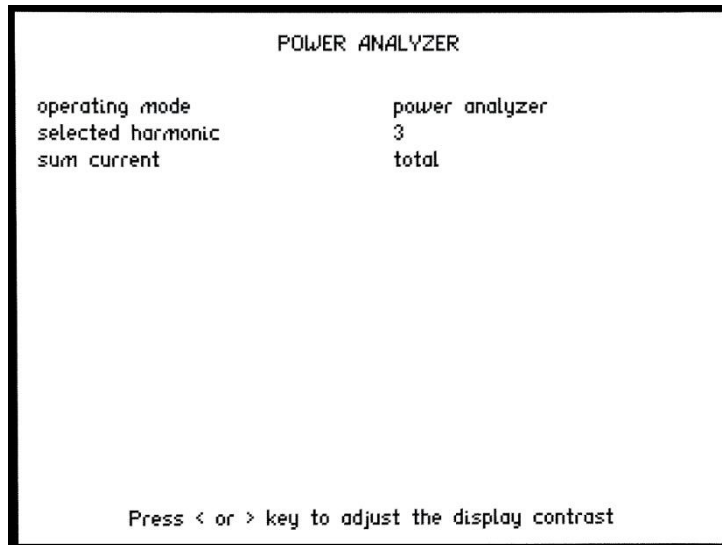 POWER ANALYZER
operating mode power analyzer
selected harmonic 3
sum current total
Press < or > key to adjust the display contrast